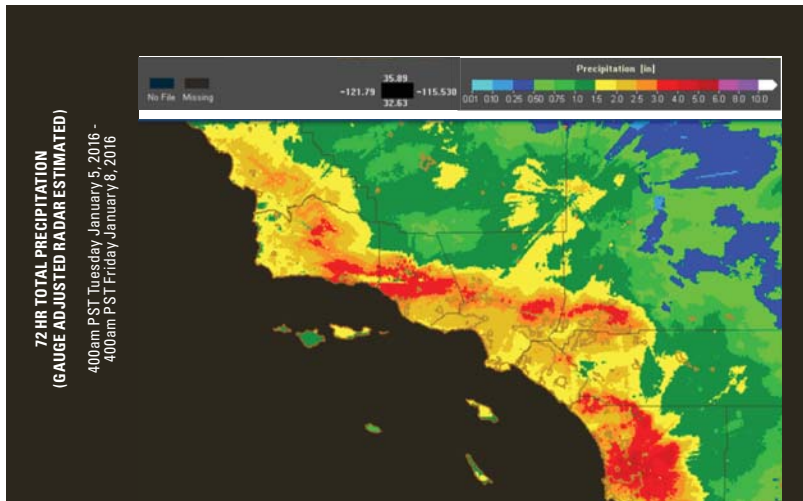 72 HR TOTAL PRECIPITATION
(GAUGE ADJUSTED RADAR ESTIMATED)
400am PST Tuesday January 5, 2016 -
400am PST Friday January 8, 2016
No File Missing
35.89
-121.79 -115.530
32.63
Precipitation [in]
0.01 0.10 0.25 0.50 0.75 1.0 1.5 2.0 2.5 3.0 4.0 5.0 6.0 8.0 10.0